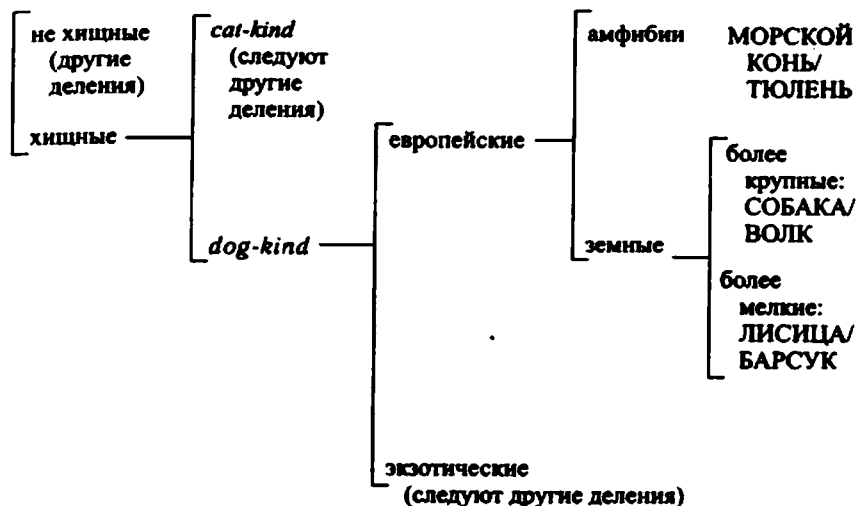 не хищные
(другие
деления)
хищные
cat-kind
(следуют
другие
деления)
dog-kind
европейские
экзотические
(следуют другие деления)
амфибии
МОРСКОЙ
КОНЬ/
ТЮЛЕНЬ
земные
более
крупные:
СОБАКА/
ВОЛК
более
мелкие:
ЛИСИЦА/
БАРСУК